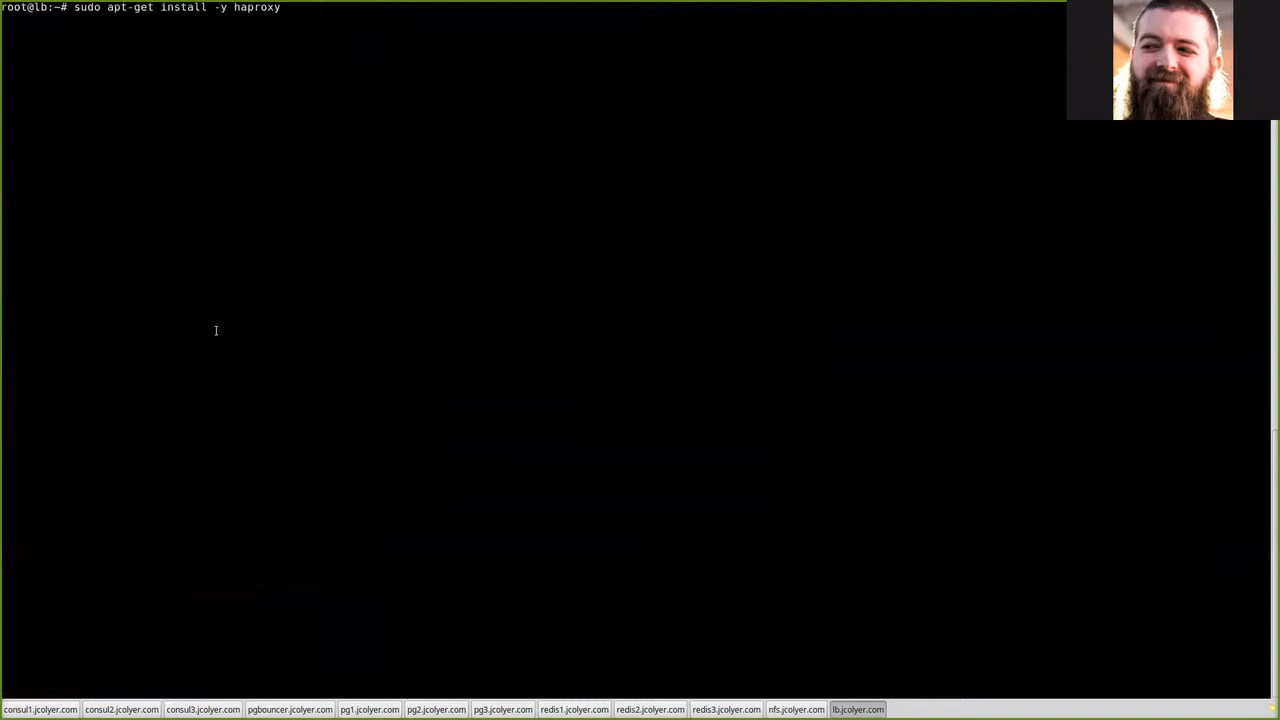 root@lb:~# sudo apt-get install -y haproxy
consul1.jcolyer.com consul2.jcolyer.com consul3.jcolyer.com pgbouncer.jcolyer.com pg1.jcolyer.com pg2.jcolyer.com pg3.jcolyer.com redis1.jcolyer.com redis2.jcolyer.com redis3.jcolyer.com nfs.jcolyer.com lb.jcolyer.com